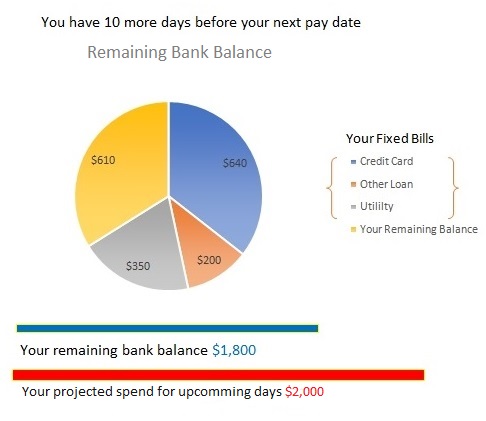 You have 10 more days before your next pay date
Remaining Bank Balance
$610
$640
$350
$200
Your Fixed Bills
Credit Card
Other Loan
Utililty
Your Remaining Balance
Your remaining bank balance $1,800
Your projected spend for upcomming days $2,000